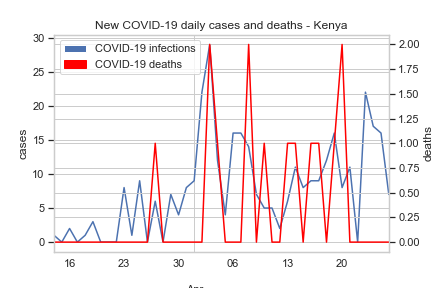 New COVID-19 daily cases and deaths - Kenya
COVID-19 infections
COVID-19 deaths
cases
30
25
20
15
10
5
0
deaths
2.00
1.75
1.50
1.25
1.00
0.75
0.50
0.25
0.00
16 23 30 06 13 20
Apr